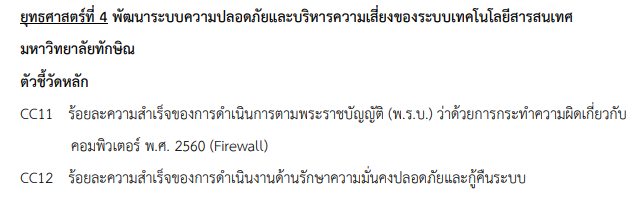 ยุทธศาสตร์ที่ 4 พัฒนาระบบความปลอดภัยและบริหารความเสี่ยงของระบบเทคโนโลยีสารสนเทศ
มหาวิทยาลัยทักษิณ
ตัวชี้วัดหลัก
CC11 ร้อยละความสำเร็จของการดำเนินการตามพระราชบัญญัติ (พ.ร.บ.) ว่าด้วยการกระทำความผิดเกี่ยวกับ
คอมพิวเตอร์ พ.ศ. 2560 (Firewall)
CC12 ร้อยละความสำเร็จของการดำเนินงานด้านรักษาความมั่นคงปลอดภัยและกู้คืนระบบ